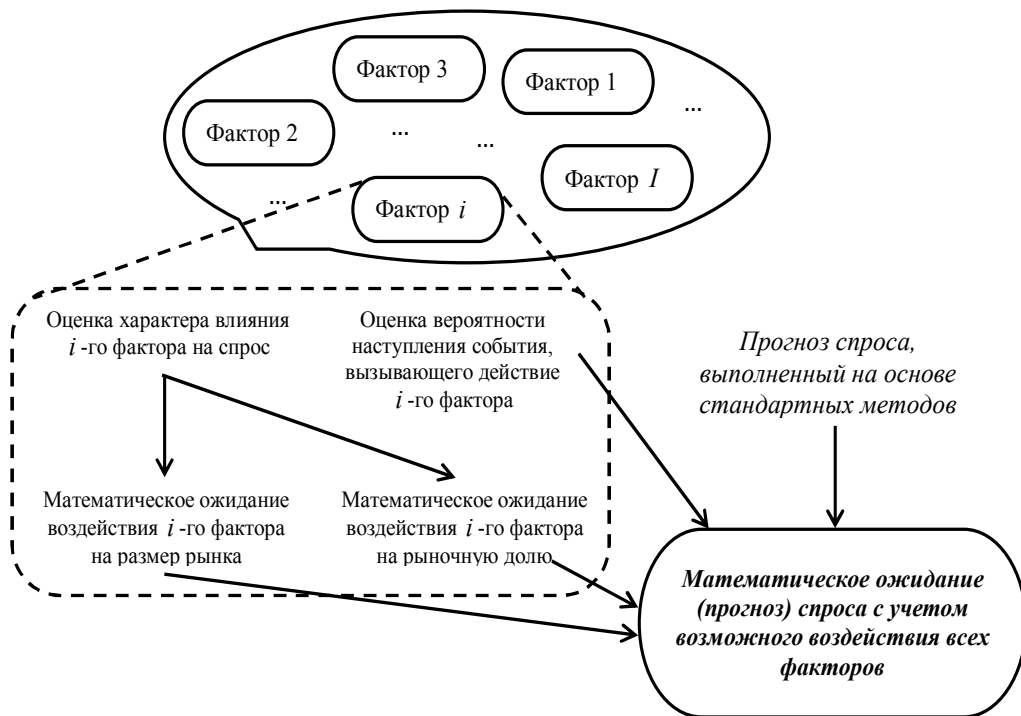 Фактор 3
Фактор 1
...
Фактор 2
...
...
Фактор I
...
Фактор i
Оценка характера влияния
i -го фактора на спрос
Оценка вероятности
наступления события,
вызывающего действие
i -го фактора
Прогноз спроса,
выполненный на основе
стандартных методов
Математическое ожидание
воздействия i -го фактора
на размер рынка
Математическое ожидание
воздействия i -го фактора
на рыночную долю
Математическое ожидание
(прогноз) спроса с учетом
возможного воздействия всех
факторов